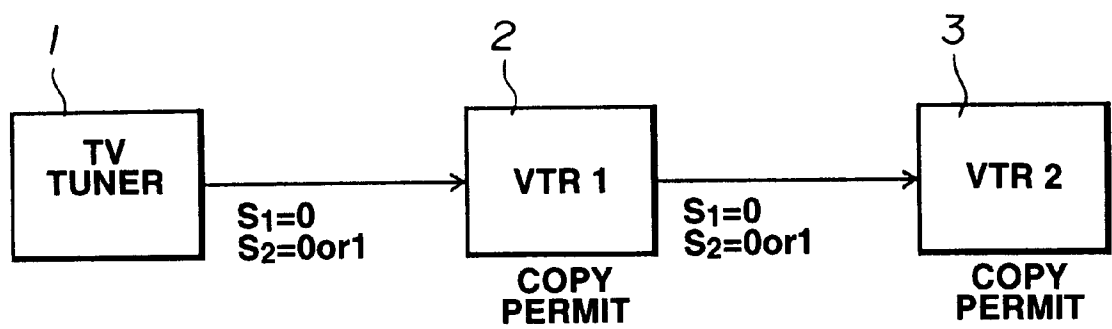 1
2
3
TV
TUNER
VTR 1
VTR 2
S1=0
S2=0or1
S1=0
S2=0or1
COPY
PERMIT
COPY
PERMIT